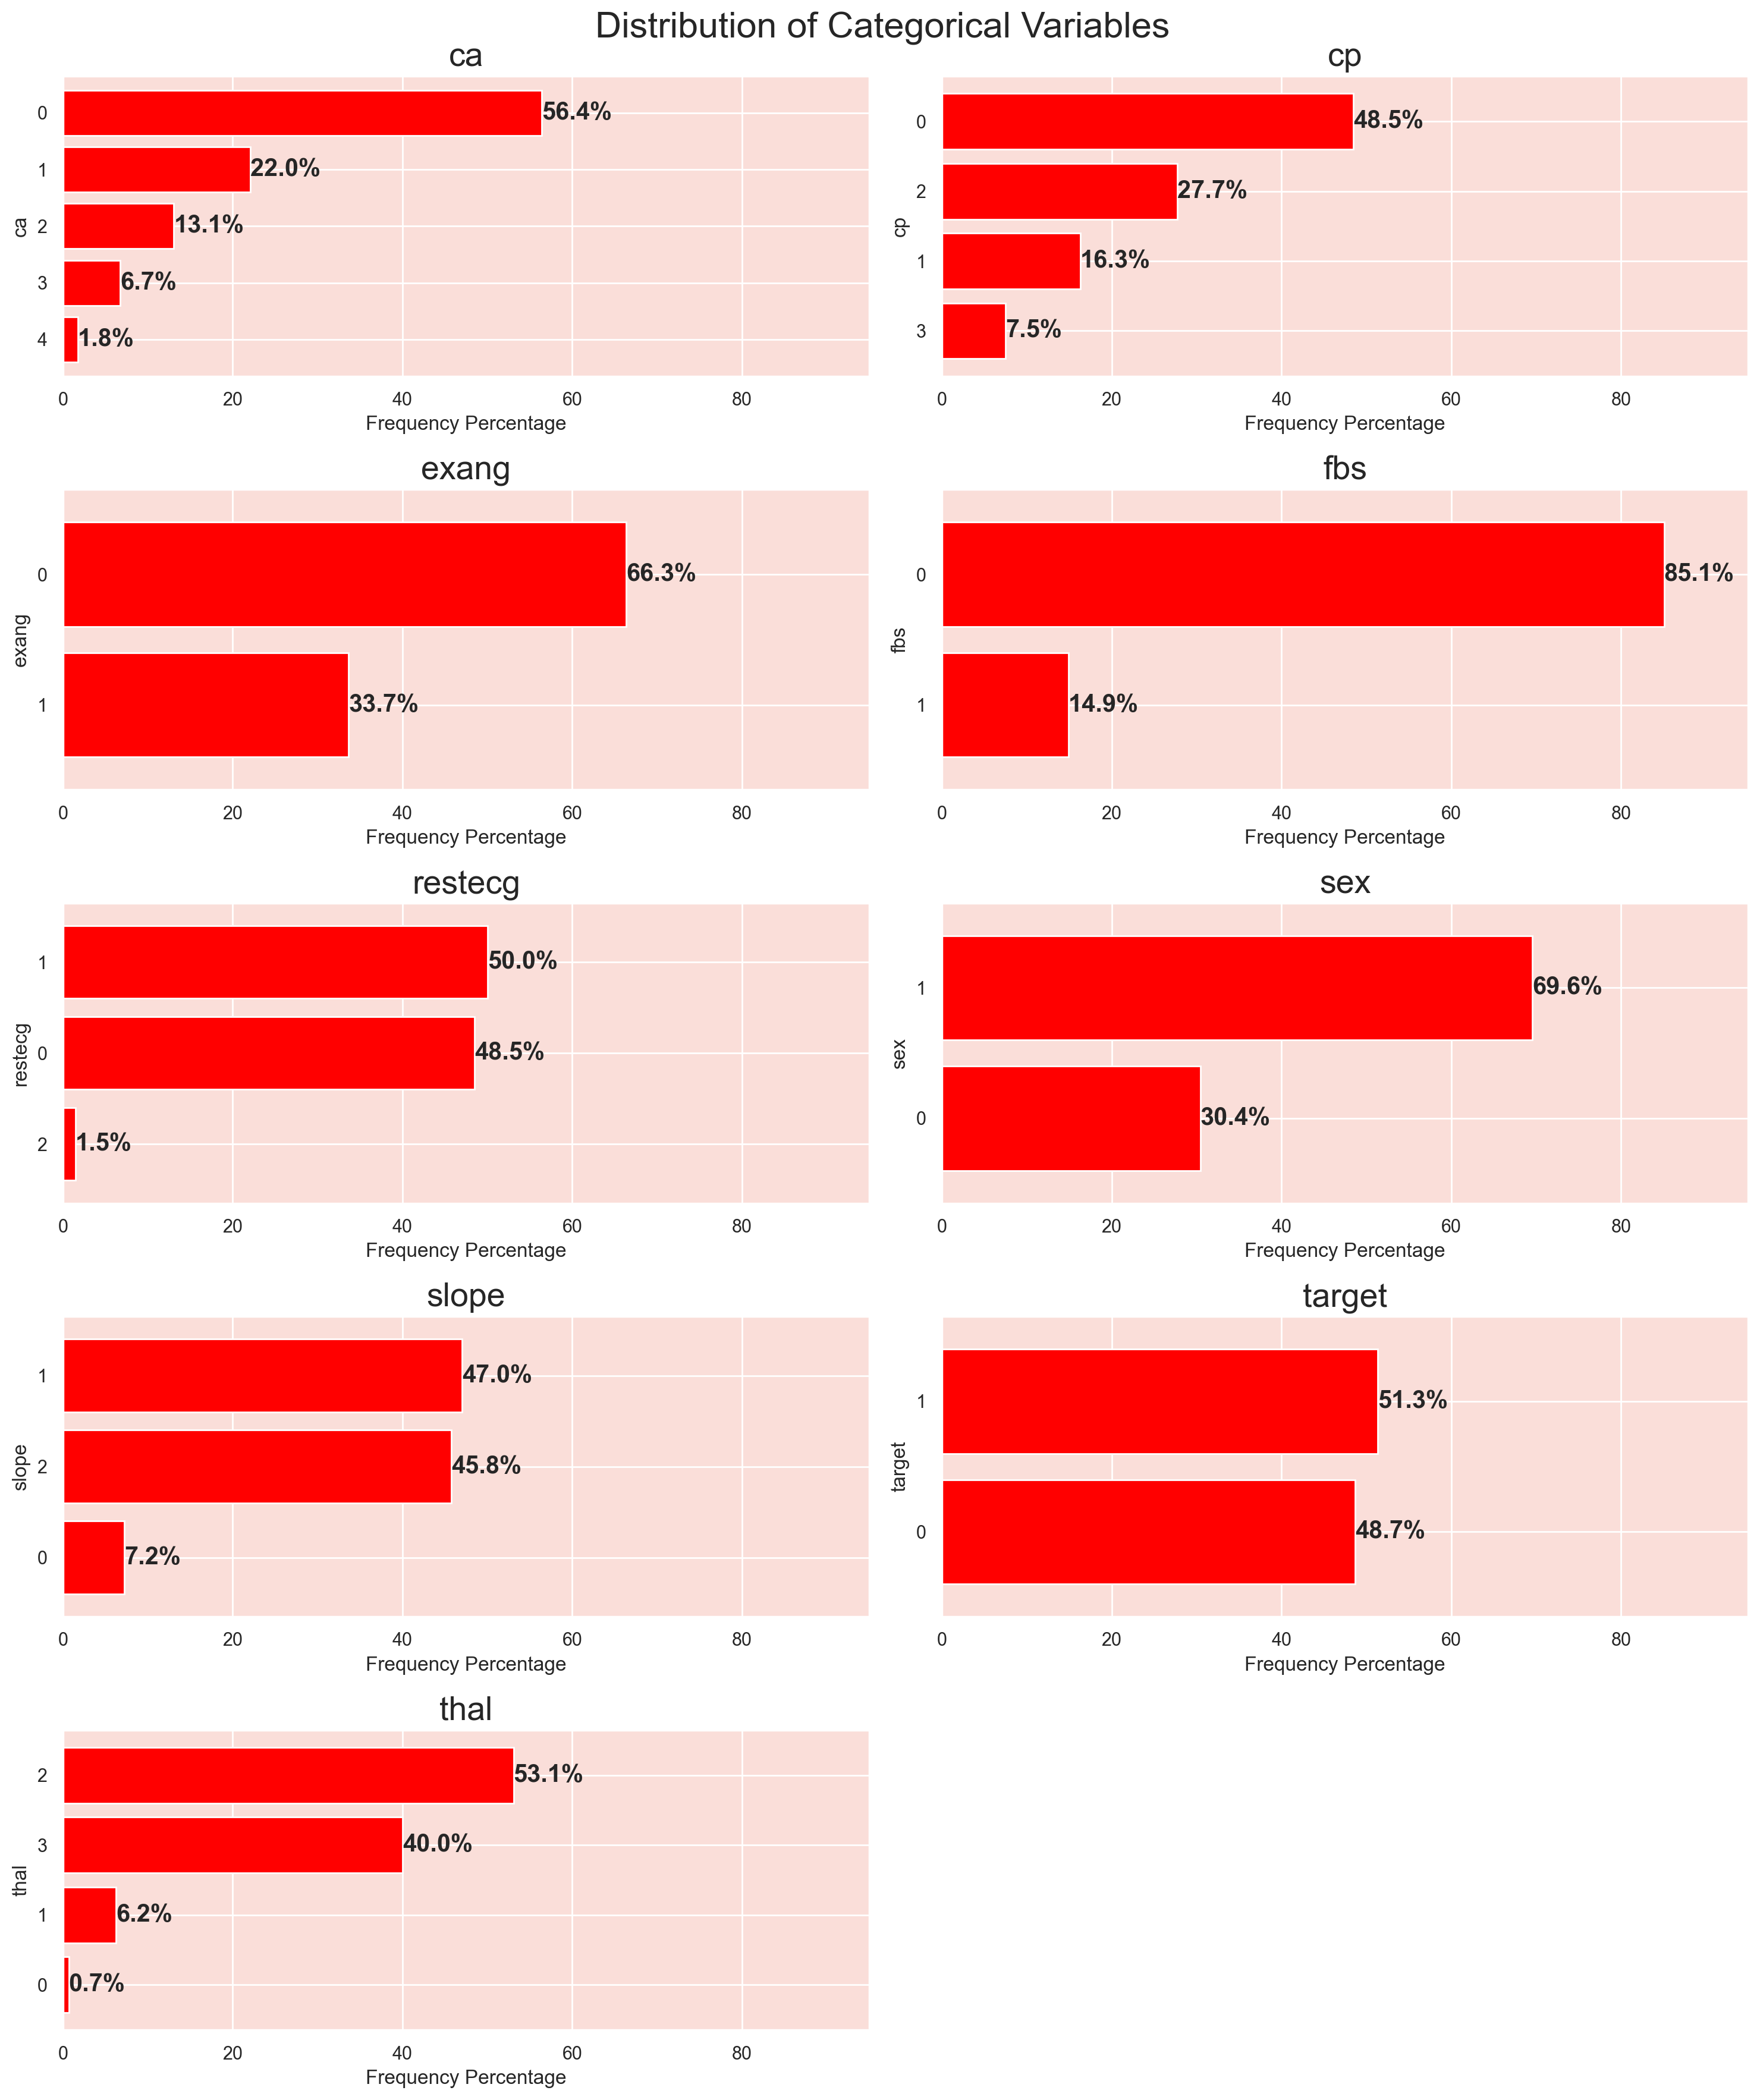 Distribution of Categorical Variables
ca
0
56.4%
1
22.0%
2
13.1%
3
6.7%
4
1.8%
ca
0 20 40 60 80
Frequency Percentage
cp
0
48.5%
2
27.7%
1
16.3%
3
7.5%
cp
0 20 40 60 80
Frequency Percentage
exang
0
66.3%
1
33.7%
exang
0 20 40 60 80
Frequency Percentage
fbs
0
85.1%
1
14.9%
fbs
0 20 40 60 80
Frequency Percentage
restecg
1
50.0%
0
48.5%
2
1.5%
restecg
0 20 40 60 80
Frequency Percentage
sex
1
69.6%
0
30.4%
sex
0 20 40 60 80
Frequency Percentage
slope
1
47.0%
2
45.8%
0
7.2%
slope
0 20 40 60 80
Frequency Percentage
target
1
51.3%
0
48.7%
target
0 20 40 60 80
Frequency Percentage
thal
2
53.1%
3
40.0%
1
6.2%
0
0.7%
thal
0 20 40 60 80
Frequency Percentage